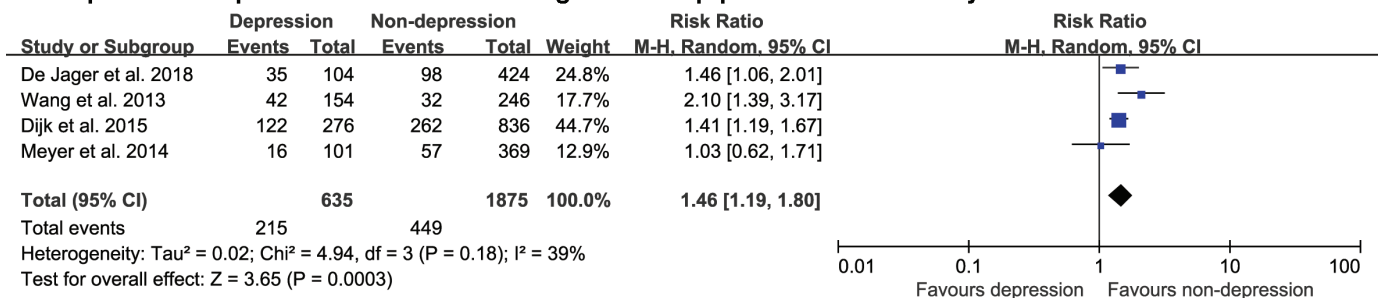 Depression Non-depression Risk Ratio Risk Ratio
Study or Subgroup Events Total Events Total Weight M-H, Random, 95% CI M-H, Random, 95% CI
De Jager et al. 2018 35 104 98 424 24.8% 1.46 [1.06, 2.01]
Wang et al. 2013 42 154 32 246 17.7% 2.10 [1.39, 3.17]
Dijk et al. 2015 122 276 262 836 44.7% 1.41 [1.19, 1.67]
Meyer et al. 2014 16 101 57 369 12.9% 1.03 [0.62, 1.71]
Total (95% CI) 635 1875 100.0% 1.46 [1.19, 1.80]
Total events 215 449
Heterogeneity: Tau² = 0.02; Chi² = 4.94, df = 3 (P = 0.18); I² = 39%
Test for overall effect: Z = 3.65 (P = 0.0003)
0.01 0.1 1 10 100
Favours depression Favours non-depression